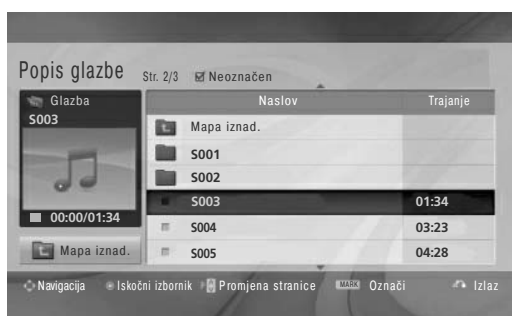 Popis glazbe Str. 2/3 Neoznačen
Glazba
S003
00:00/01:34
Mapa iznad.
Naslov Trajanje
Mapa iznad.
S001
S002
S003 01:34
S004 03:23
S005 04:28
Navigacija Iskočni izbornik Promjena stranice MARK Označi Izlaz